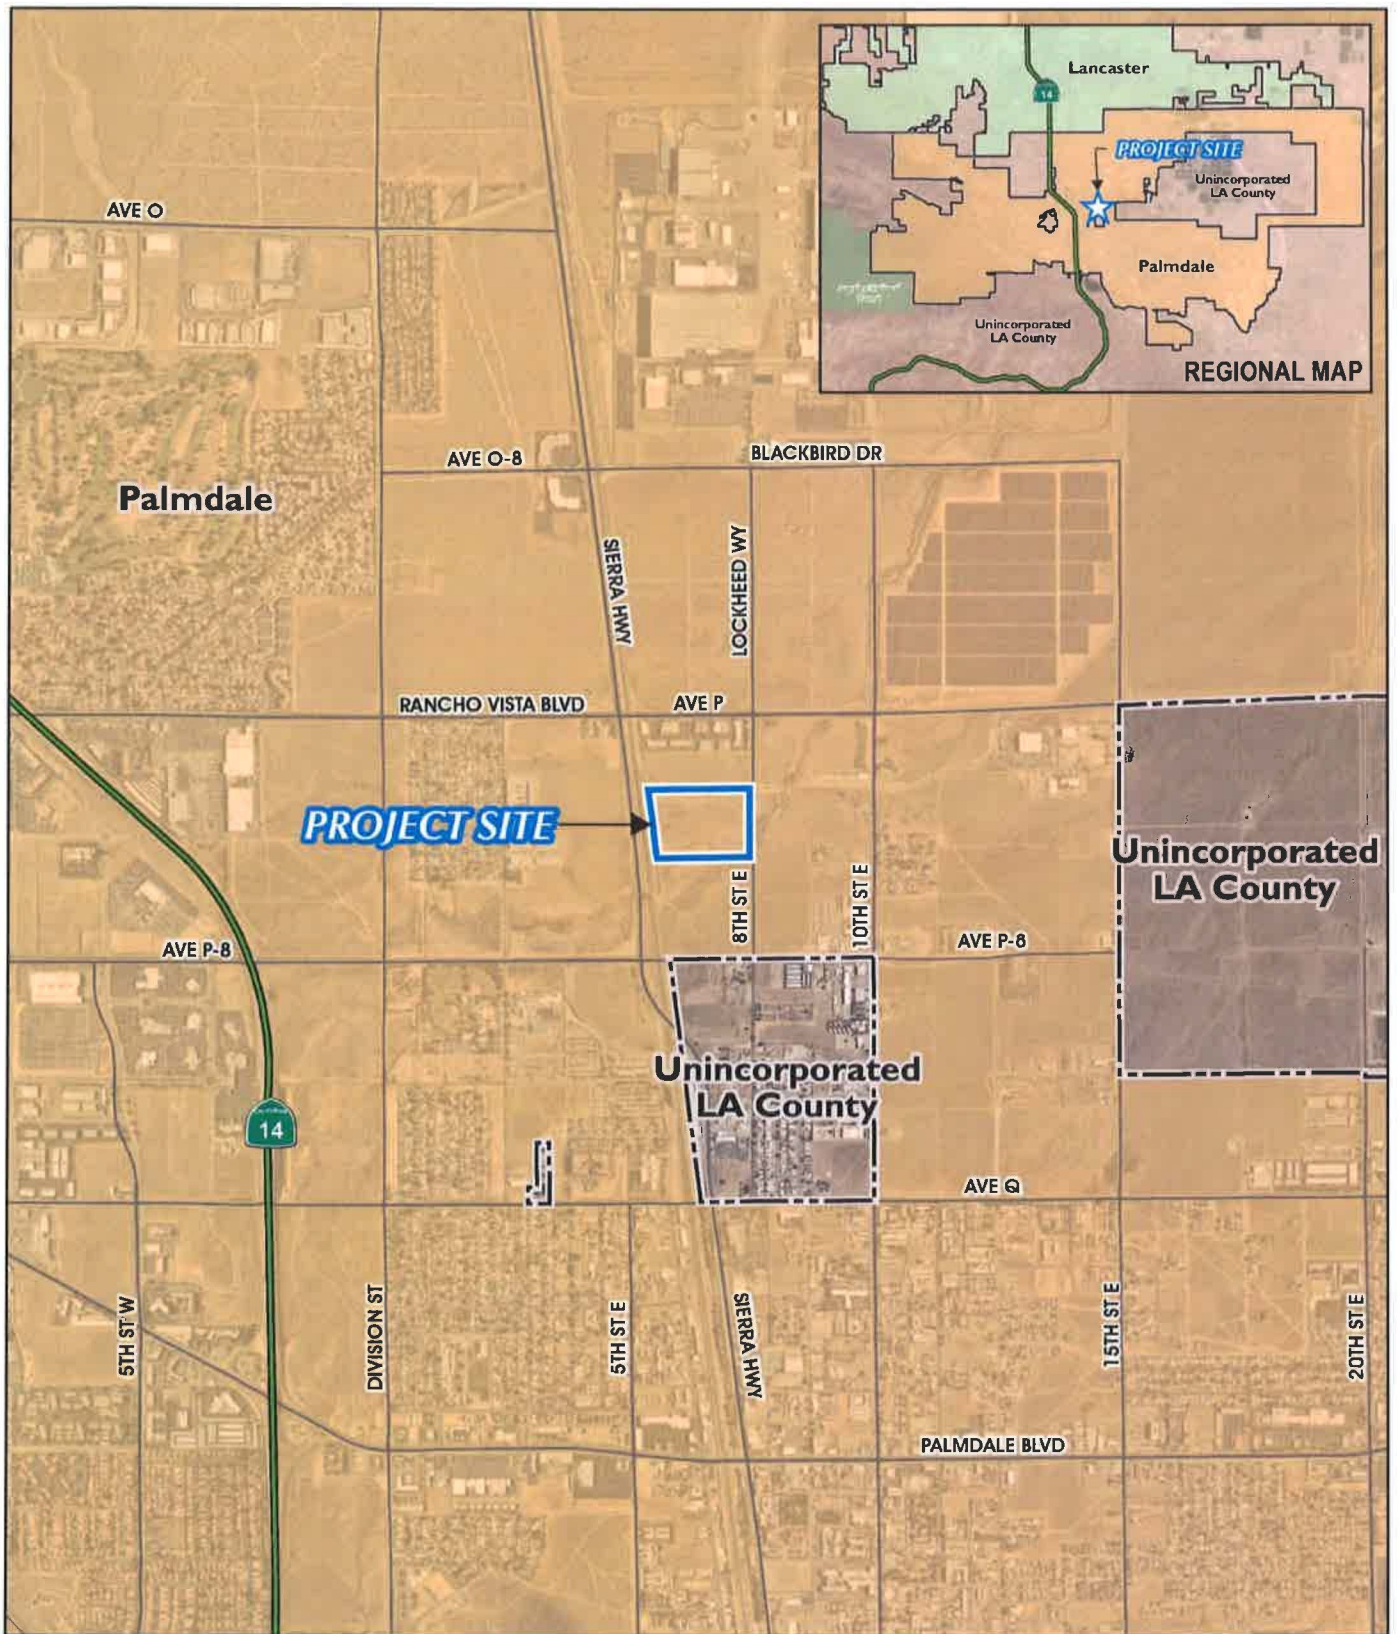 Lancaster
14
PROJECT SITE
Unincorporated
LA County
Palmdale
Unincorporated
LA County
REGIONAL MAP
AVE O
AVE O-8
BLACKBIRD DR
Palmdale
SIERRA HWY
LOCKHEED WY
RANCHO VISTA BLVD
AVE P
PROJECT SITE
Unincorporated
LA County
8TH ST E
10TH ST E
AVE P-8
AVE P-8
Unincorporated
LA County
14
AVE Q
5TH ST W
DIVISION ST
5TH ST E
SIERRA HWY
15TH ST E
20TH ST E
PALMDALE BLVD